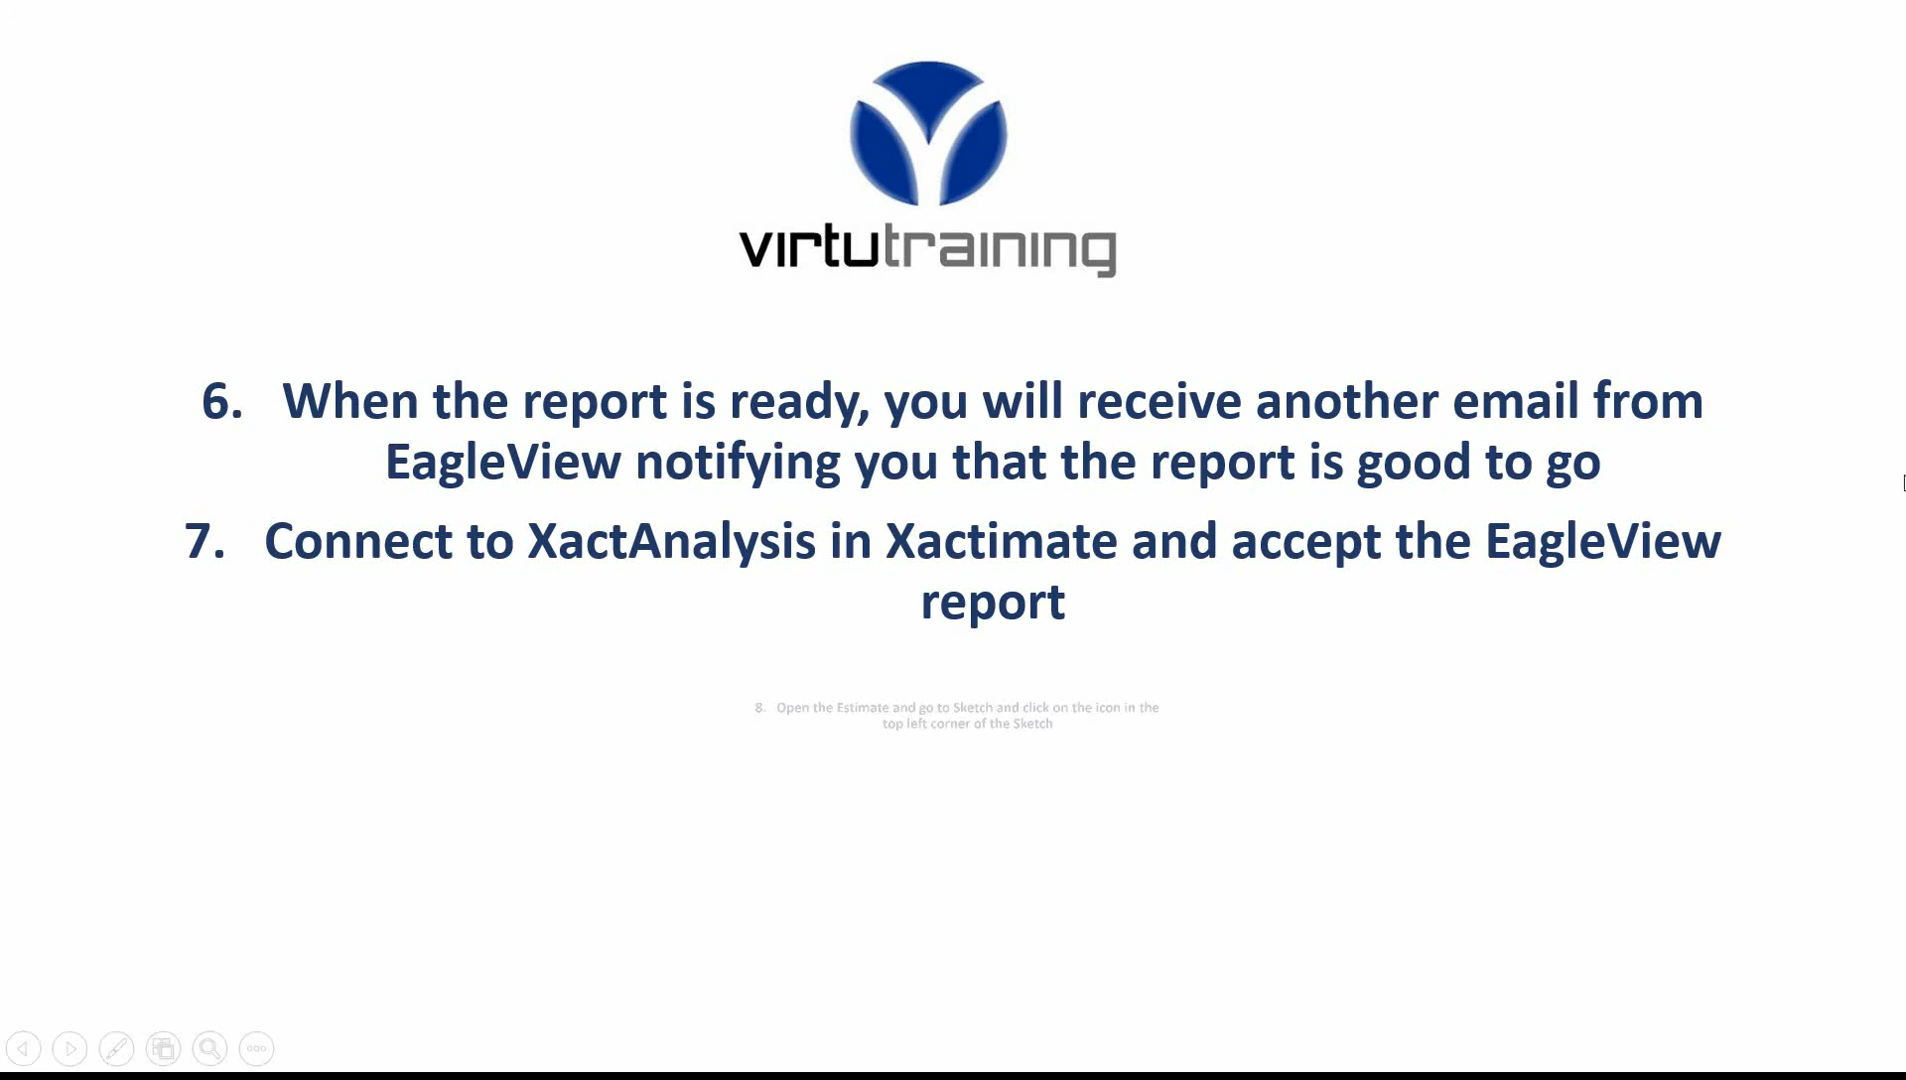 virtutraining
6. When the report is ready, you will receive another email from
EagleView notifying you that the report is good to go
7. Connect to XactAnalysis in Xactimate and accept the EagleView
report
8. Open the Estimate and go to Sketch and click on the icon in the
top left corner of the Sketch